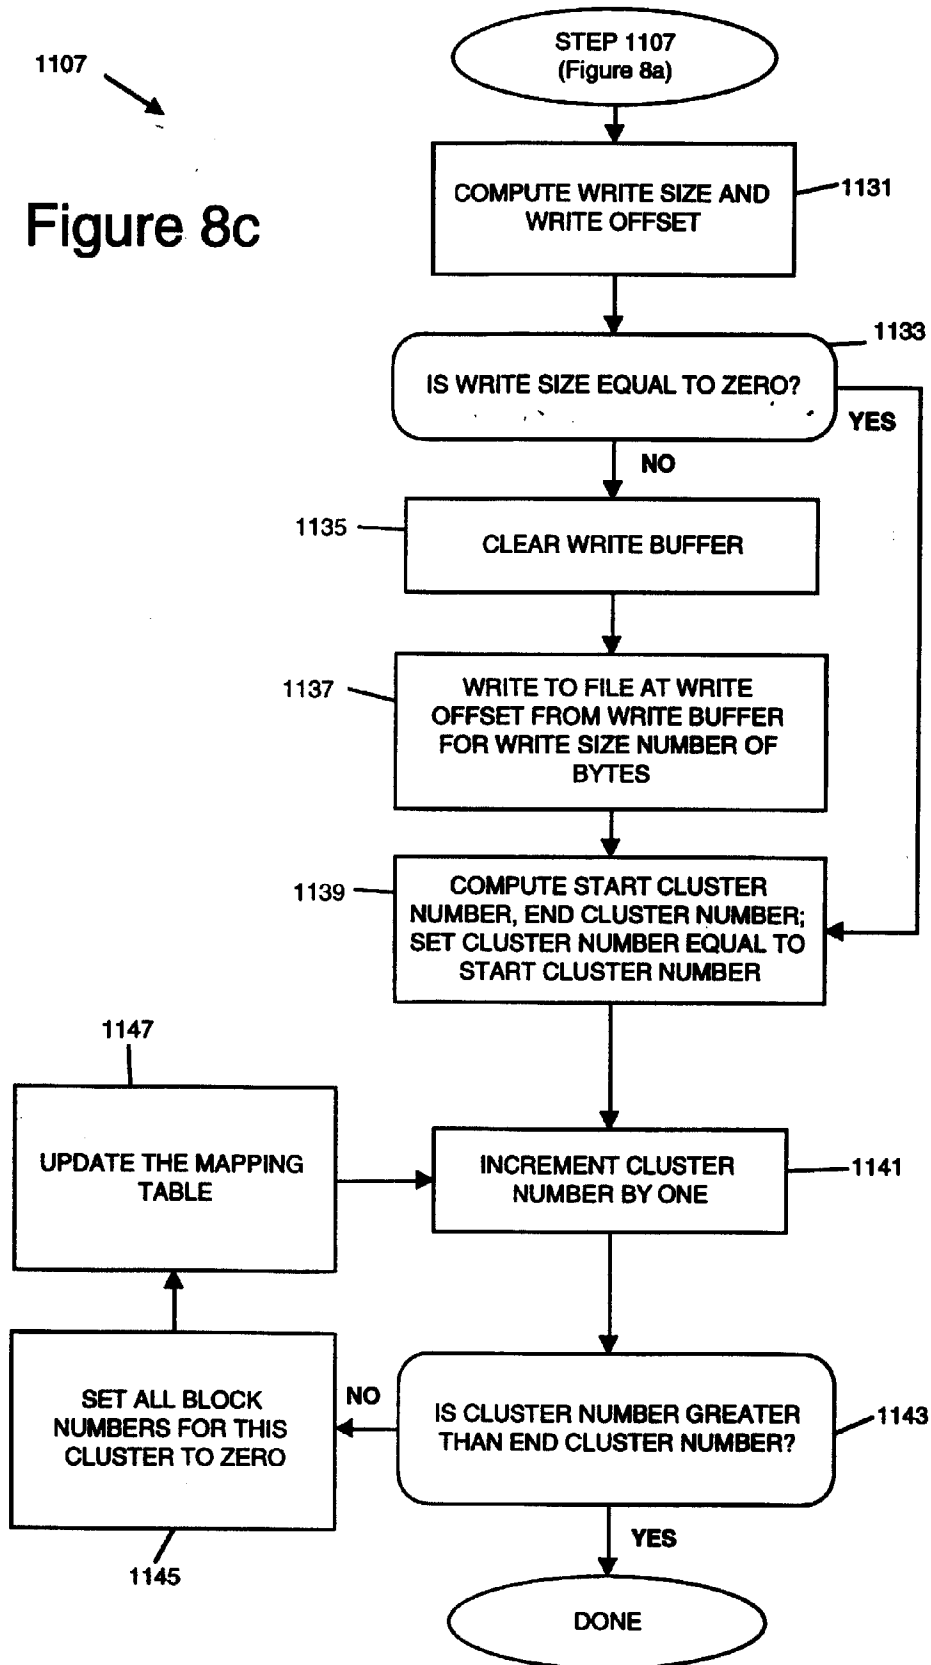 STEP 1107
(Figure 8a)
1107
Figure 8c
COMPUTE WRITE SIZE AND
WRITE OFFSET
1131
1133
IS WRITE SIZE EQUAL TO ZERO?
YES
NO
1135
CLEAR WRITE BUFFER
1137
WRITE TO FILE AT WRITE
OFFSET FROM WRITE BUFFER
FOR WRITE SIZE NUMBER OF
BYTES
1139
COMPUTE START CLUSTER
NUMBER, END CLUSTER NUMBER;
SET CLUSTER NUMBER EQUAL TO
START CLUSTER NUMBER
1147
UPDATE THE MAPPING
TABLE
INCREMENT CLUSTER
NUMBER BY ONE
1141
SET ALL BLOCK
NUMBERS FOR THIS
CLUSTER TO ZERO
NO
IS CLUSTER NUMBER GREATER
THAN END CLUSTER NUMBER?
1143
1145
YES
DONE